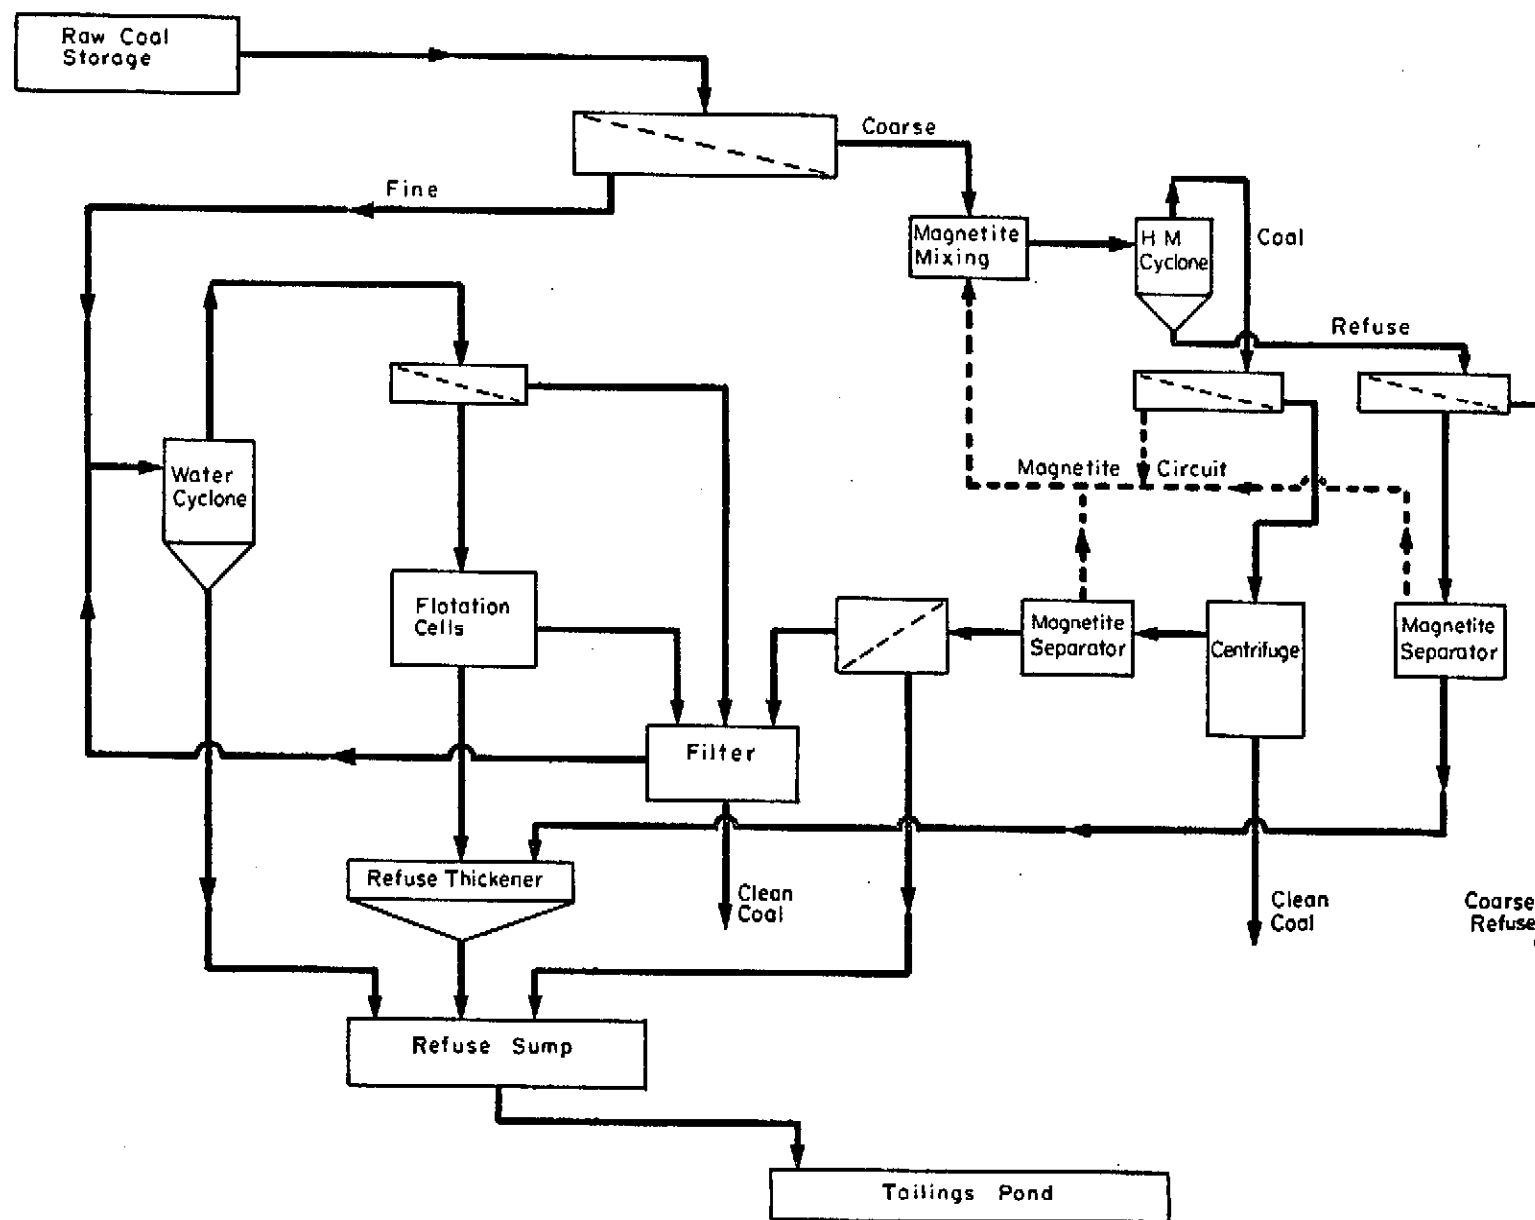 Raw Coal
Storage
Coarse
Fine
Magnetite
Mixing
H M
Cyclone
Coal
Refuse
Water
Cyclone
Magnetite Circuit
Flotation
Cells
Magnetite
Separator
Centrifuge
Magnetite
Separator
Filter
Refuse Thickener
Clean
Coal
Clean
Coal
Coarse
Refuse
Refuse Sump
Tailings Pond